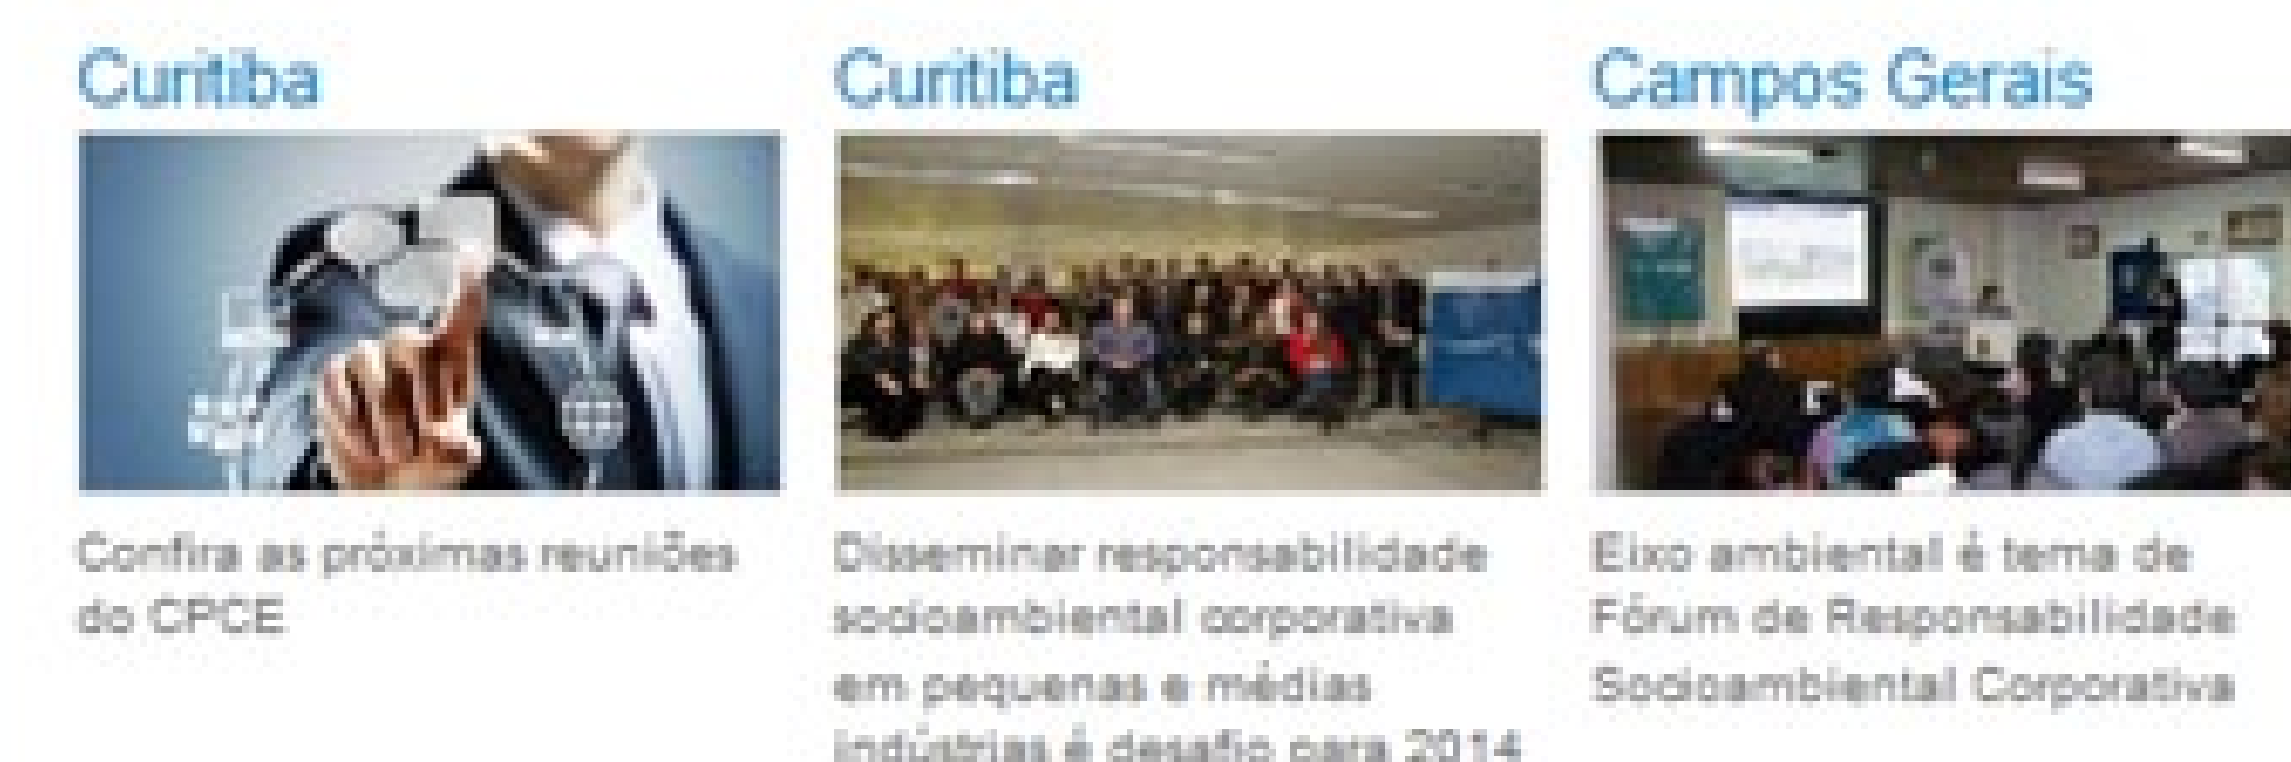 Curitiba
Confira as próximas reuniões
do CPCE
Curitiba
Disseminar responsabilidade
socioambiental corporativa
em pequenas e médias
indústrias é desafio para 2014
Campos Gerais
Eixo ambiental é tema de
Fórum de Responsabilidade
Socioambiental Corporativa